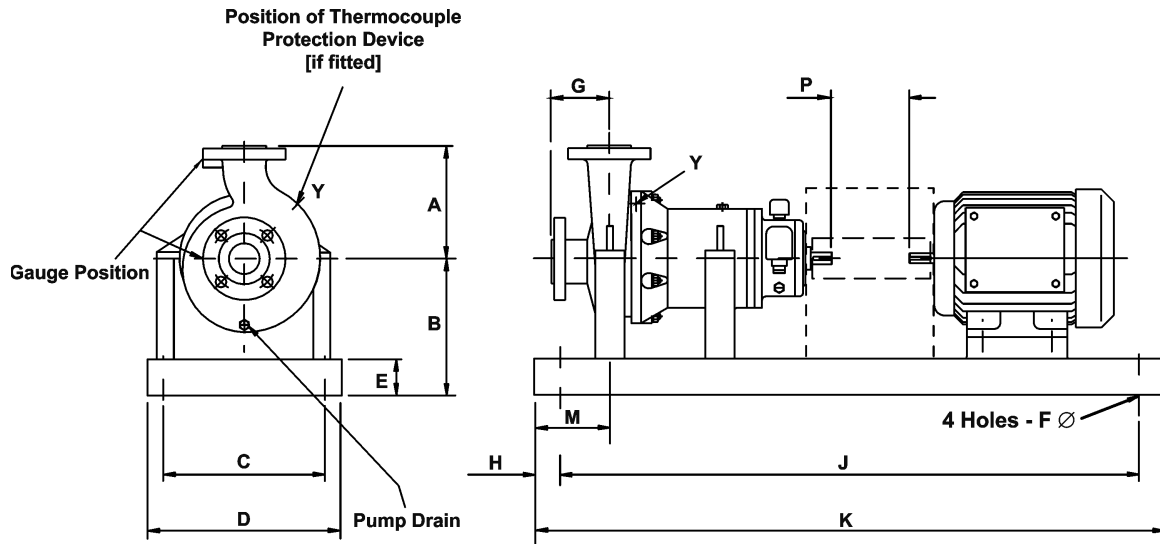 Position of Thermocouple
Protection Device
[if fitted]
G
P
Y
Y
A
Gauge Position
B
E
M
4 Holes - F ∅
C
H
J
D
Pump Drain
K